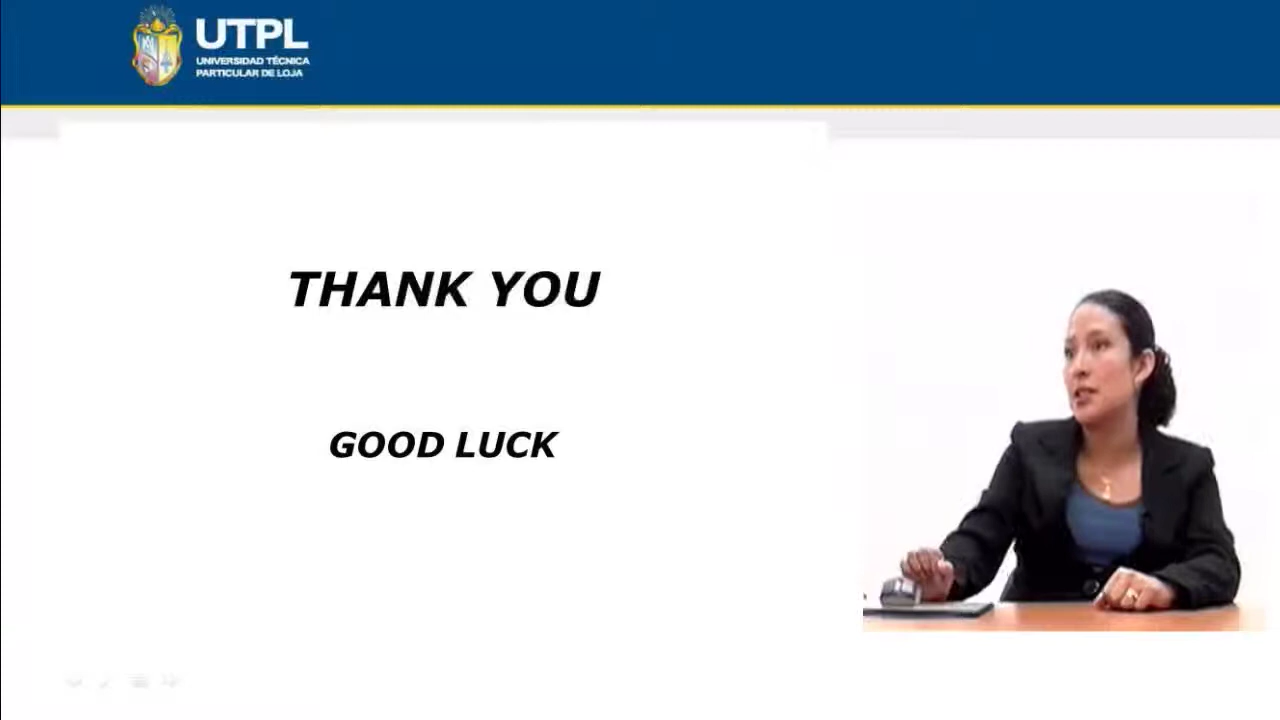 UTPL
UNIVERSIDAD TÉCNICA
PARTICULAR DE LOJA
THANK YOU
GOOD LUCK